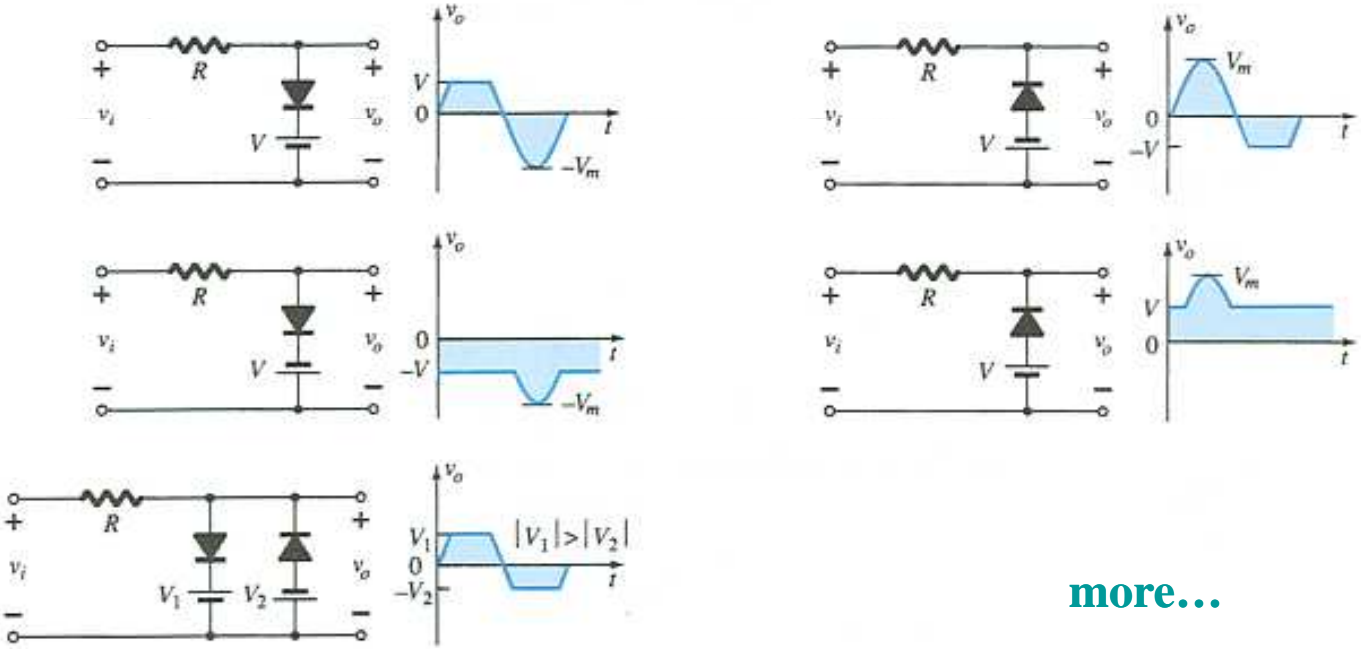 v_o
R
+
+
V
v_i
v_o
V
0
t
−
−
−V_m
v_o
V_m
R
+
+
v_i
v_o
V
0
t
−V
−
−
v_o
R
+
+
0
t
v_i
v_o
V
−V
−
−
−V_m
v_o
V_m
R
+
+
V
v_i
v_o
V
0
t
−
−
v_o
R
+
+
V_1
|V_1|>|V_2|
v_i
V_1
V_2
v_o
0
t
−V_2
−
−
more...